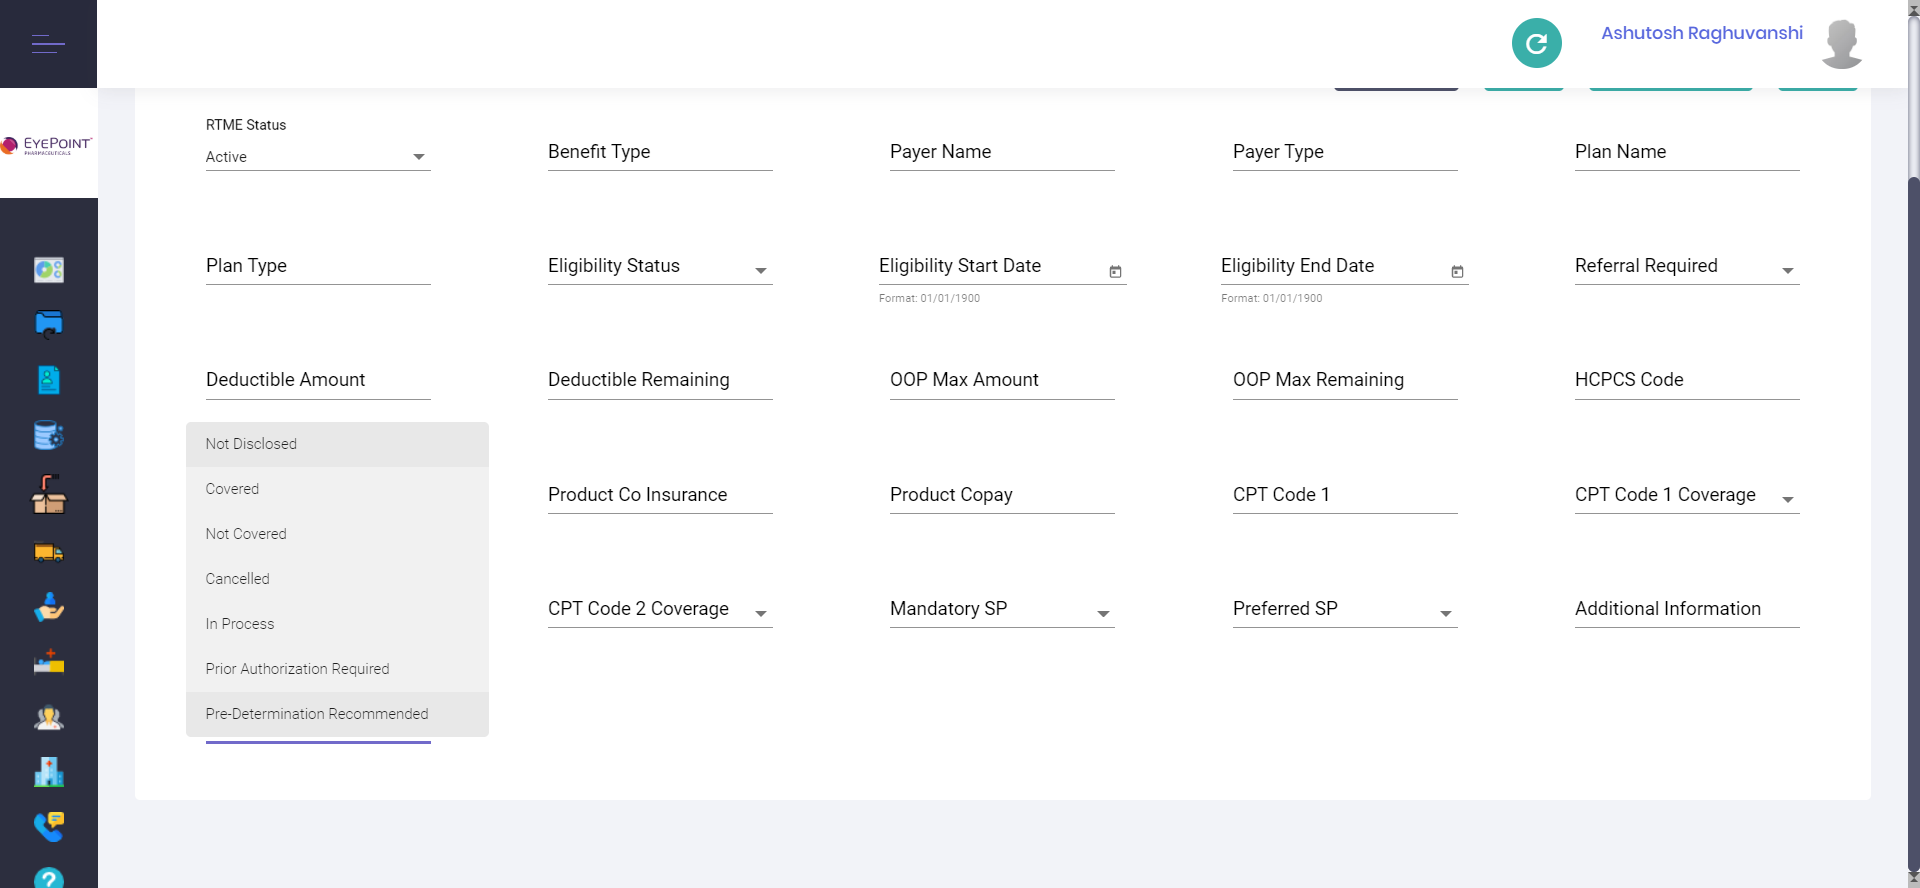 Ashutosh Raghuvanshi
EYEPOINT
PHARMACEUTICALS
RTME Status
Active
Benefit Type
Payer Name
Payer Type
Plan Name
Plan Type
Eligibility Status
Eligibility Start Date
Format: 01/01/1900
Eligibility End Date
Format: 01/01/1900
Referral Required
Deductible Amount
Deductible Remaining
OOP Max Amount
OOP Max Remaining
HCPCS Code
Not Disclosed
Covered
Not Covered
Cancelled
In Process
Prior Authorization Required
Pre-Determination Recommended
Product Co Insurance
Product Copay
CPT Code 1
CPT Code 1 Coverage
CPT Code 2 Coverage
Mandatory SP
Preferred SP
Additional Information
?